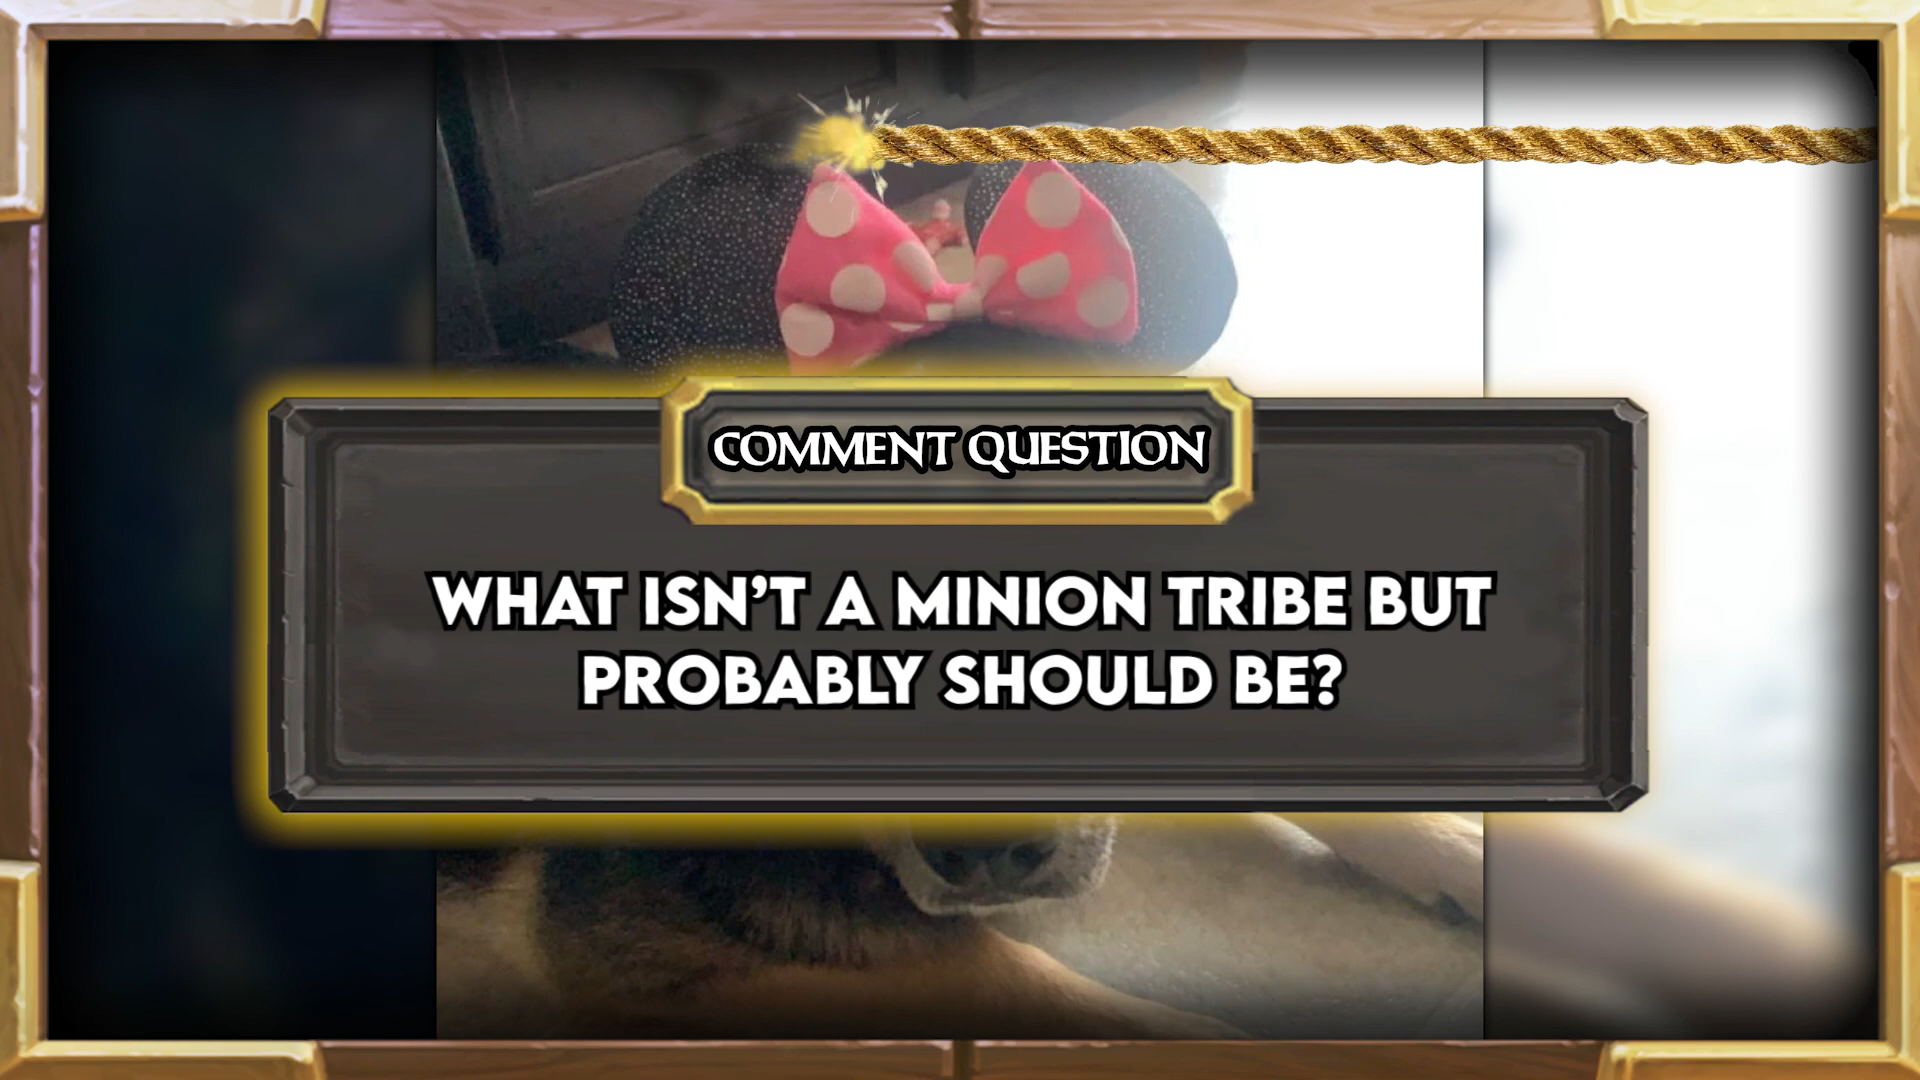 COMMENT QUESTION
WHAT ISN'T A MINION TRIBE BUT
PROBABLY SHOULD BE?